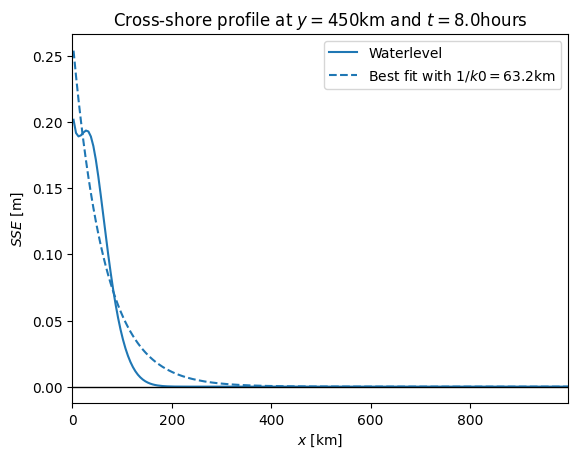 Cross-shore profile at y = 450km and t = 8.0hours
Waterlevel
Best fit with 1/k0 = 63.2km
SSE [m]
0.25
0.20
0.15
0.10
0.05
0.00
0 200 400 600 800
x [km]